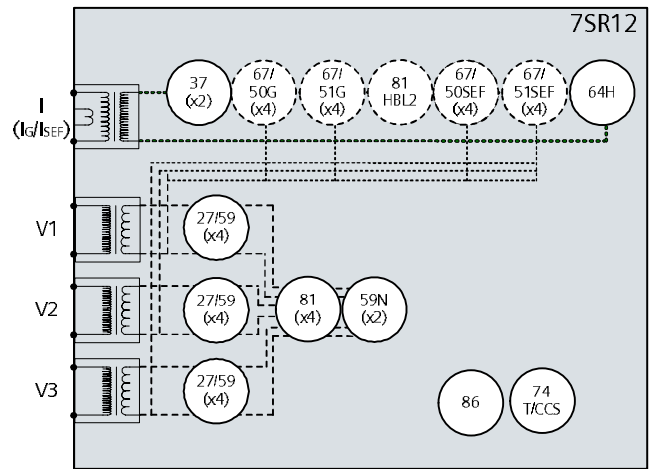 7SR12
I
(IG/ISEF)
37
(x2)
67/
50G
(x4)
67/
51G
(x4)
81
HBL2
67/
50SEF
(x4)
67/
51SEF
(x4)
64H
V1
27/59
(x4)
V2
27/59
(x4)
81
(x4)
59N
(x2)
V3
27/59
(x4)
86
74
T/CCS